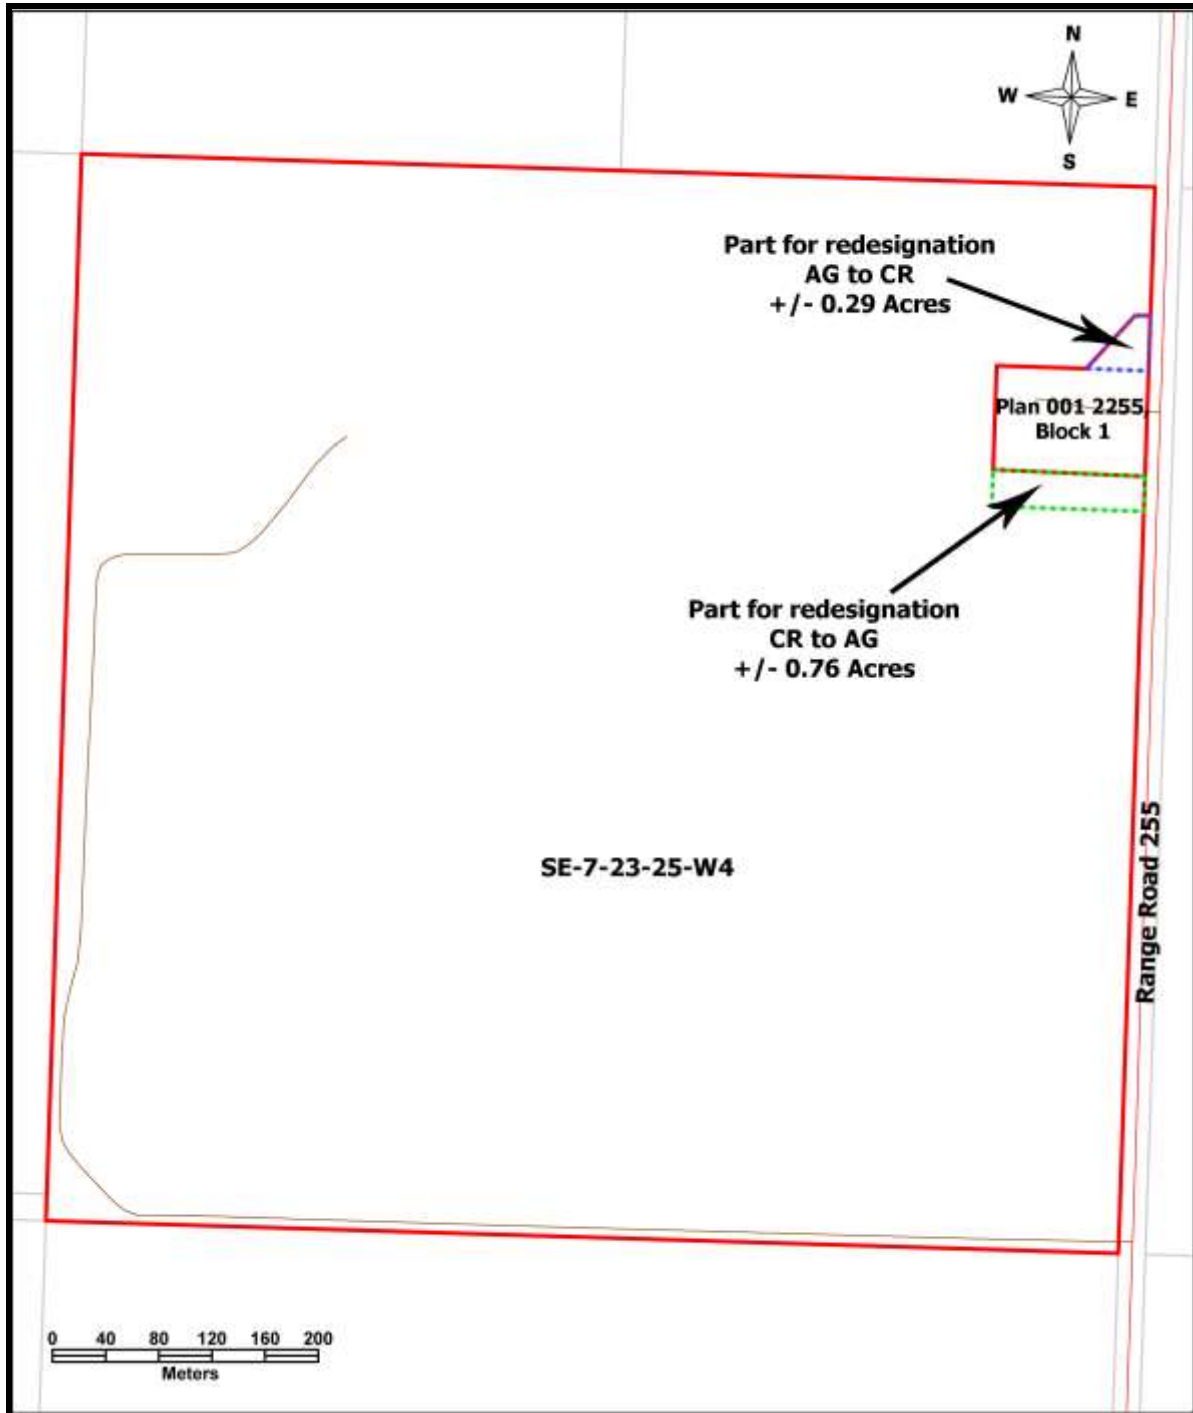 N
W E
S
Part for redesignation
AG to CR
+/- 0.29 Acres
Plan 001 2255,
Block 1
Part for redesignation
CR to AG
+/- 0.76 Acres
SE-7-23-25-W4
Range Road 255
0 40 80 120 160 200
Meters